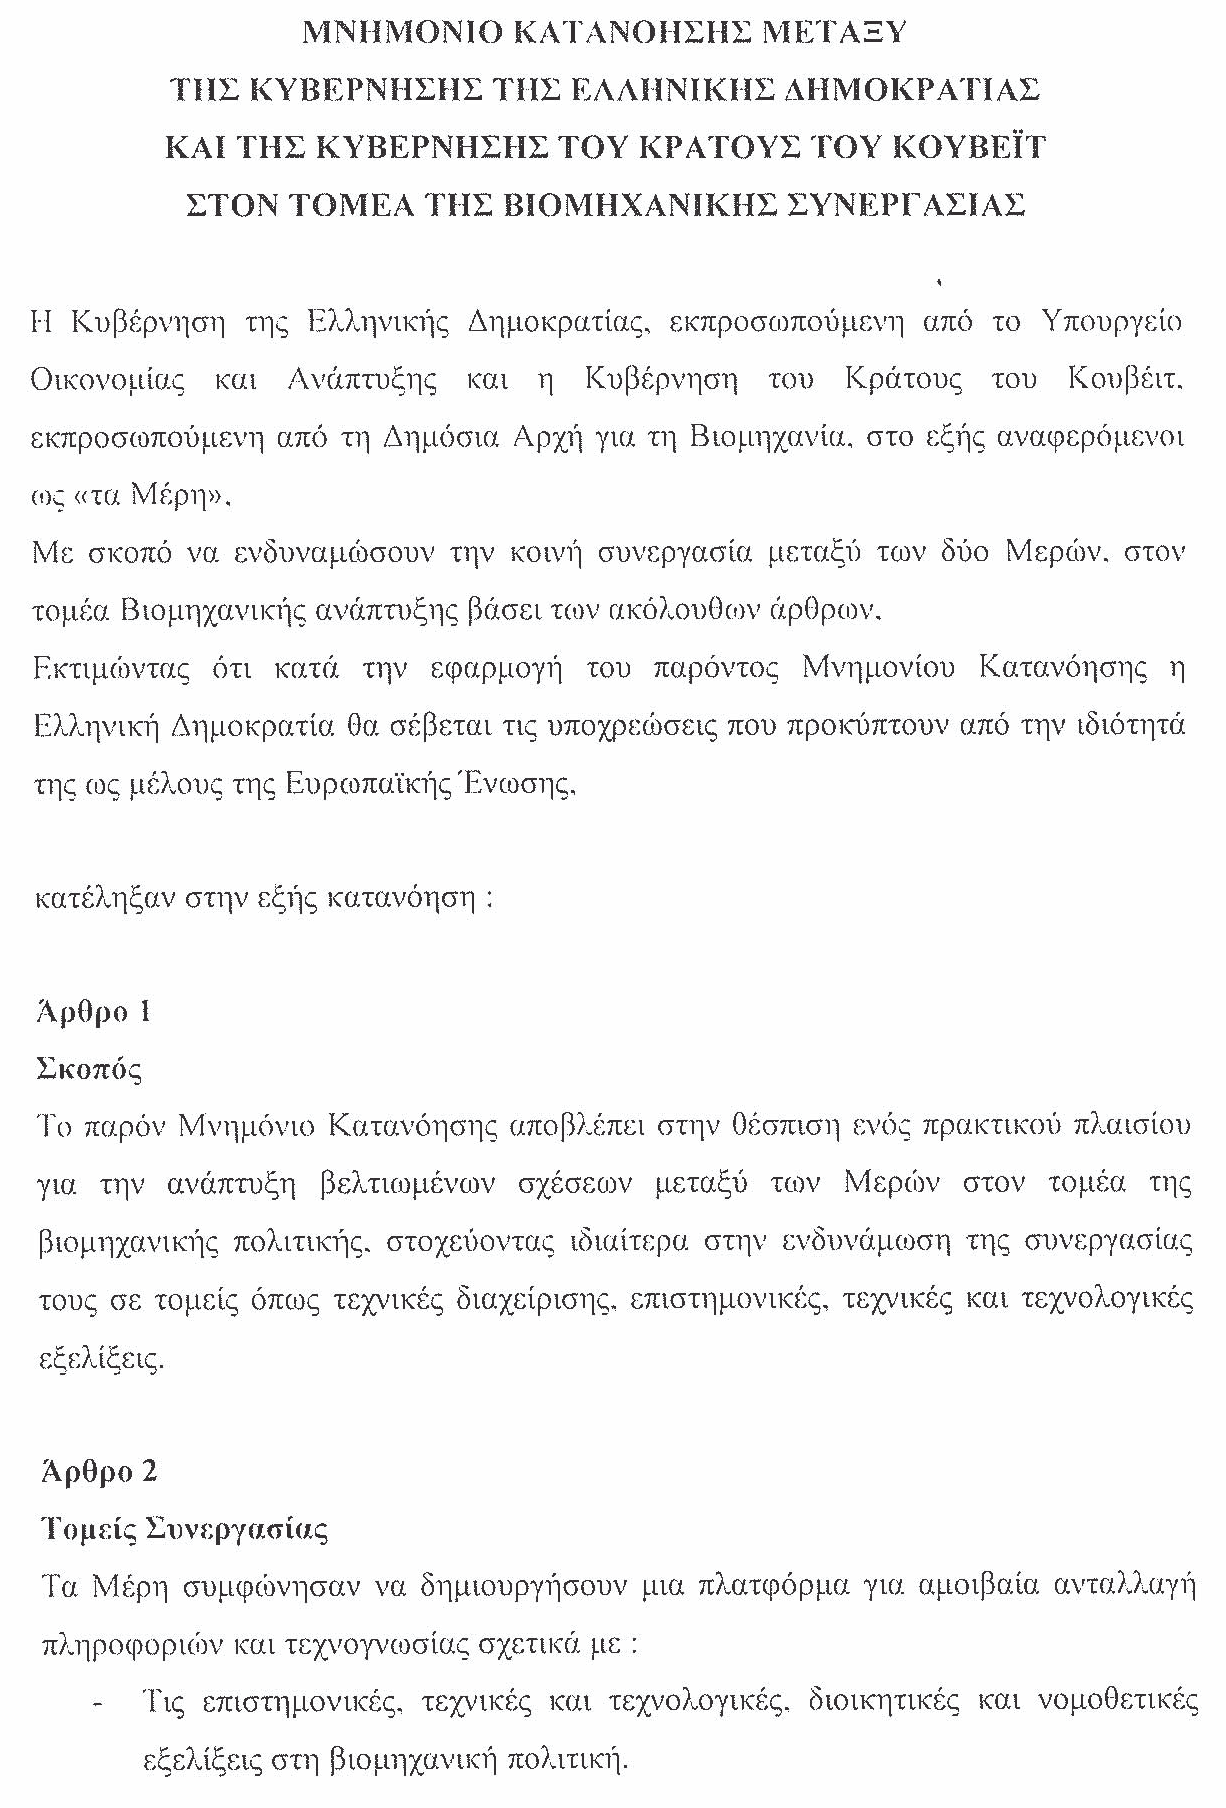 ΜΝΗΜΟΝΙΟ ΚΑΤΑΝΟΗΣΗΣ ΜΕΤΑΞΥ
ΤΗΣ ΚΥΒΕΡΝΗΣΗΣ ΤΗΣ ΕΛΛΗΝΙΚΗΣ ΔΗΜΟΚΡΑΤΙΑΣ
ΚΑΙ ΤΗΣ ΚΥΒΕΡΝΗΣΗΣ ΤΟΥ ΚΡΑΤΟΥΣ ΤΟΥ ΚΟΥΒΕΪΤ
ΣΤΟΝ ΤΟΜΕΑ ΤΗΣ ΒΙΟΜΗΧΑΝΙΚΗΣ ΣΥΝΕΡΓΑΣΙΑΣ
Η Κυβέρνηση της Ελληνικής Δημοκρατίας, εκπροσωπούμενη από το Υπουργείο
Οικονομίας και Ανάπτυξης και η Κυβέρνηση του Κράτους του Κουβέιτ,
εκπροσωπούμενη από τη Δημόσια Αρχή για τη Βιομηχανία, στο εξής αναφερόμενοι
ως «τα Μέρη»,
Με σκοπό να ενδυναμώσουν την κοινή συνεργασία μεταξύ των δύο Μερών, στον
τομέα Βιομηχανικής ανάπτυξης βάσει των ακόλουθων άρθρων,
Εκτιμώντας ότι κατά την εφαρμογή του παρόντος Μνημονίου Κατανόησης η
Ελληνική Δημοκρατία θα σέβεται τις υποχρεώσεις που προκύπτουν από την ιδιότητά
της ως μέλους της Ευρωπαϊκής Ένωσης,
κατέληξαν στην εξής κατανόηση :
Άρθρο 1
Σκοπός
Το παρόν Μνημόνιο Κατανόησης αποβλέπει στην θέσπιση ενός πρακτικού πλαισίου
για την ανάπτυξη βελτιωμένων σχέσεων μεταξύ των Μερών στον τομέα της
βιομηχανικής πολιτικής, στοχεύοντας ιδιαίτερα στην ενδυνάμωση της συνεργασίας
τους σε τομείς όπως τεχνικές διαχείρισης, επιστημονικές, τεχνικές και τεχνολογικές
εξελίξεις.
Άρθρο 2
Τομείς Συνεργασίας
Τα Μέρη συμφώνησαν να δημιουργήσουν μια πλατφόρμα για αμοιβαία ανταλλαγή
πληροφοριών και τεχνογνωσίας σχετικά με :
- Τις επιστημονικές, τεχνικές και τεχνολογικές, διοικητικές και νομοθετικές
εξελίξεις στη βιομηχανική πολιτική.